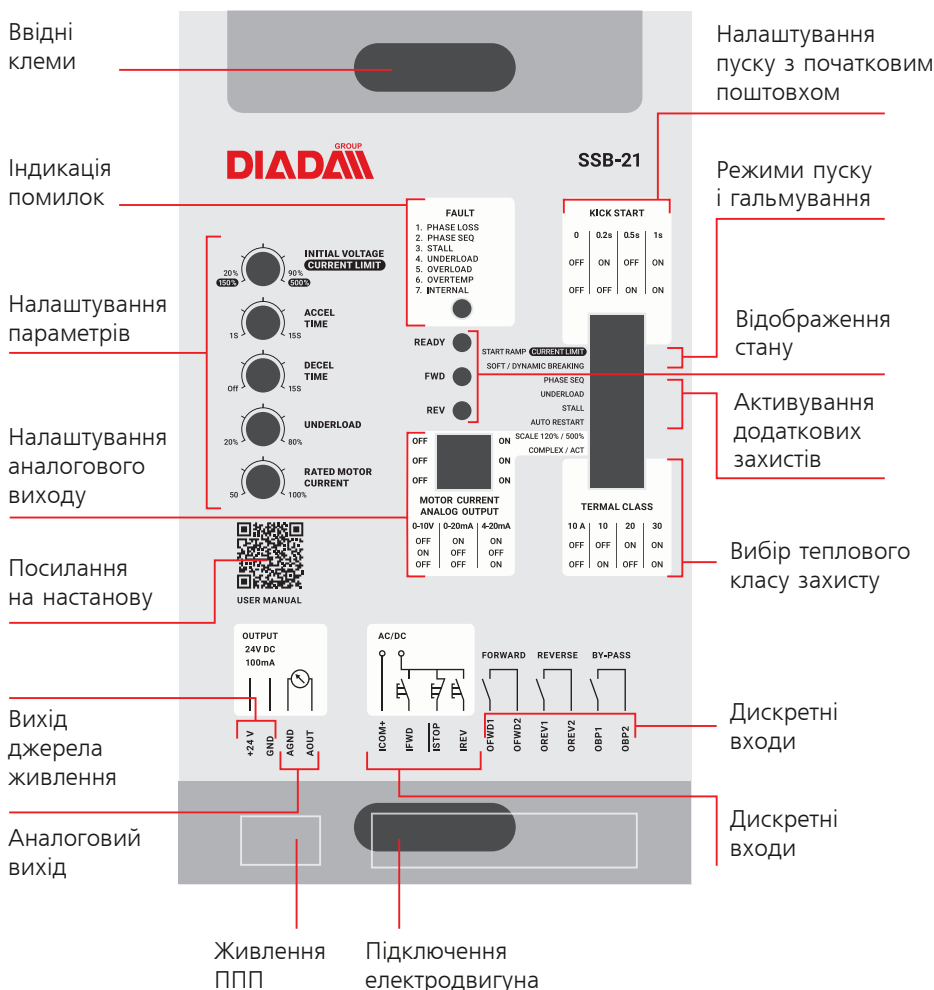 Ввідні
клеми
Індикація
помилок
Налаштування
параметрів
Налаштування
аналогового
виходу
Посилання
на настанову
Вихід
джерела
живлення
Аналоговий
вихід
GROUP
DIADAM
SSB-21
FAULT
1. PHASE LOSS
2. PHASE SEQ
3. STALL
4. UNDERLOAD
5. OVERLOAD
6. OVERTEMP
7. INTERNAL
KICK START
0 0.2s 0.5s 1s
OFF ON OFF ON
OFF OFF ON ON
INITIAL VOLTAGE
CURRENT LIMIT
20% 90%
150% 500%
ACCEL
TIME
1S 15S
DECEL
TIME
Off 15S
UNDERLOAD
20% 80%
RATED MOTOR
CURRENT
50 100%
READY
FWD
REV
START RAMP CURRENT LIMIT
SOFT / DYNAMIC BREAKING
PHASE SEQ
UNDERLOAD
STALL
AUTO RESTART
SCALE 120% / 500%
COMPLEX / ACT
OFF ON
OFF ON
OFF ON
MOTOR CURRENT
ANALOG OUTPUT
0-10V 0-20mA 4-20mA
OFF OFF ON
ON OFF OFF
OFF OFF ON
TERMAL CLASS
10 A 10 20 30
OFF OFF ON ON
OFF ON OFF ON
USER MANUAL
OUTPUT
24V DC
100mA
+24 V
GND
AGND
AOUT
AC/DC
ICOM+
IFWD
ISTOP
IREV
FORWARD REVERSE BY-PASS
OFWD1
OFWD2
OREV1
OREV2
OBP1
OBP2
Налаштування
пуску з початковим
поштовхом
Режими пуску
і гальмування
Відображення
стану
Активування
додаткових
захистів
Вибір теплового
класу захисту
Дискретні
входи
Дискретні
входи
Живлення
ППП
Підключення
електродвигуна